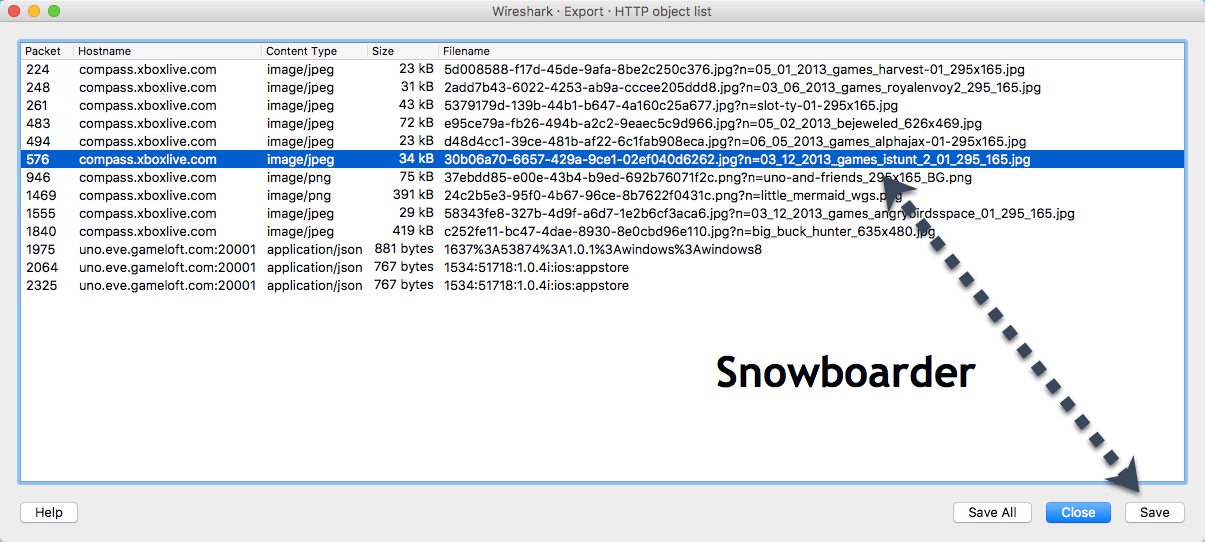 Wireshark · Export · HTTP object list
Packet Hostname Content Type Size Filename
224 compass.xboxlive.com image/jpeg 23 kB 5d008588-f17d-45de-9afa-8be2c250c376.jpg?n=05_01_2013_games_harvest-01_295x165.jpg
248 compass.xboxlive.com image/jpeg 31 kB 2add7b43-6022-4253-ab9a-cccee205ddd8.jpg?n=03_06_2013_games_royalenvoy2_295_165.jpg
261 compass.xboxlive.com image/jpeg 43 kB 5379179d-139b-44b1-b647-4a160c25a677.jpg?n=slot-ty-01-295x165.jpg
483 compass.xboxlive.com image/jpeg 72 kB e95ce79a-fb26-494b-a2c2-9eaec5c9d966.jpg?n=05_02_2013_bejeweled_626x469.jpg
494 compass.xboxlive.com image/jpeg 23 kB d48d4cc1-39ce-481b-af22-6c1fab908eca.jpg?n=06_05_2013_games_alphajax-01_295x165.jpg
576 compass.xboxlive.com image/jpeg 34 kB 30b06a70-6657-429a-9ce1-02ef040d6262.jpg?n=03_12_2013_games_istunt_2_01_295_165.jpg
946 compass.xboxlive.com image/png 75 kB 37ebdd85-e00e-43b4-b9ed-692b76071f2c.png?n=uno-and-friends_295x165_BG.png
1469 compass.xboxlive.com image/png 391 kB 24c2b5e3-95f0-4b67-96ce-8b7622f0431c.png?n=little_mermaid_wgs.png
1555 compass.xboxlive.com image/jpeg 29 kB 58343fe8-327b-4d9f-a6d7-1e2b6cf3aca6.jpg?n=03_12_2013_games_angrybirdsspace_01_295_165.jpg
1840 compass.xboxlive.com image/jpeg 419 kB c252fe11-bc47-4dae-8930-8e0cbd96e110.jpg?n=big_buck_hunter_635x480.jpg
1975 uno.eve.gameloft.com:20001 application/json 881 bytes 1637%3A53874%3A1.0.1%3Awindows%3Awindows8
2064 uno.eve.gameloft.com:20001 application/json 767 bytes 1534:51718:1.0.4i:ios:appstore
2325 uno.eve.gameloft.com:20001 application/json 767 bytes 1534:51718:1.0.4i:ios:appstore
Snowboarder
Help Save All Close Save